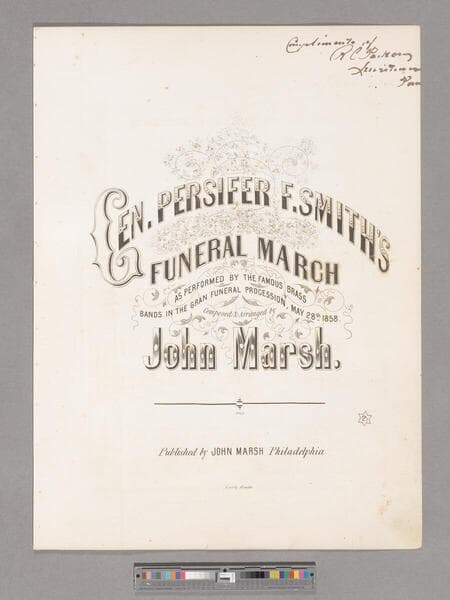 Compliments of
GEN. PERSIFER F. SMITH'S
FUNERAL MARCH
AS PERFORMED BY THE FAMOUS BRASS
BANDS IN THE GRAN FUNERAL PROCESSION, MAY 28th 1858.
Composed & Arranged by
John Marsh.
Published by JOHN MARSH Philadelphia